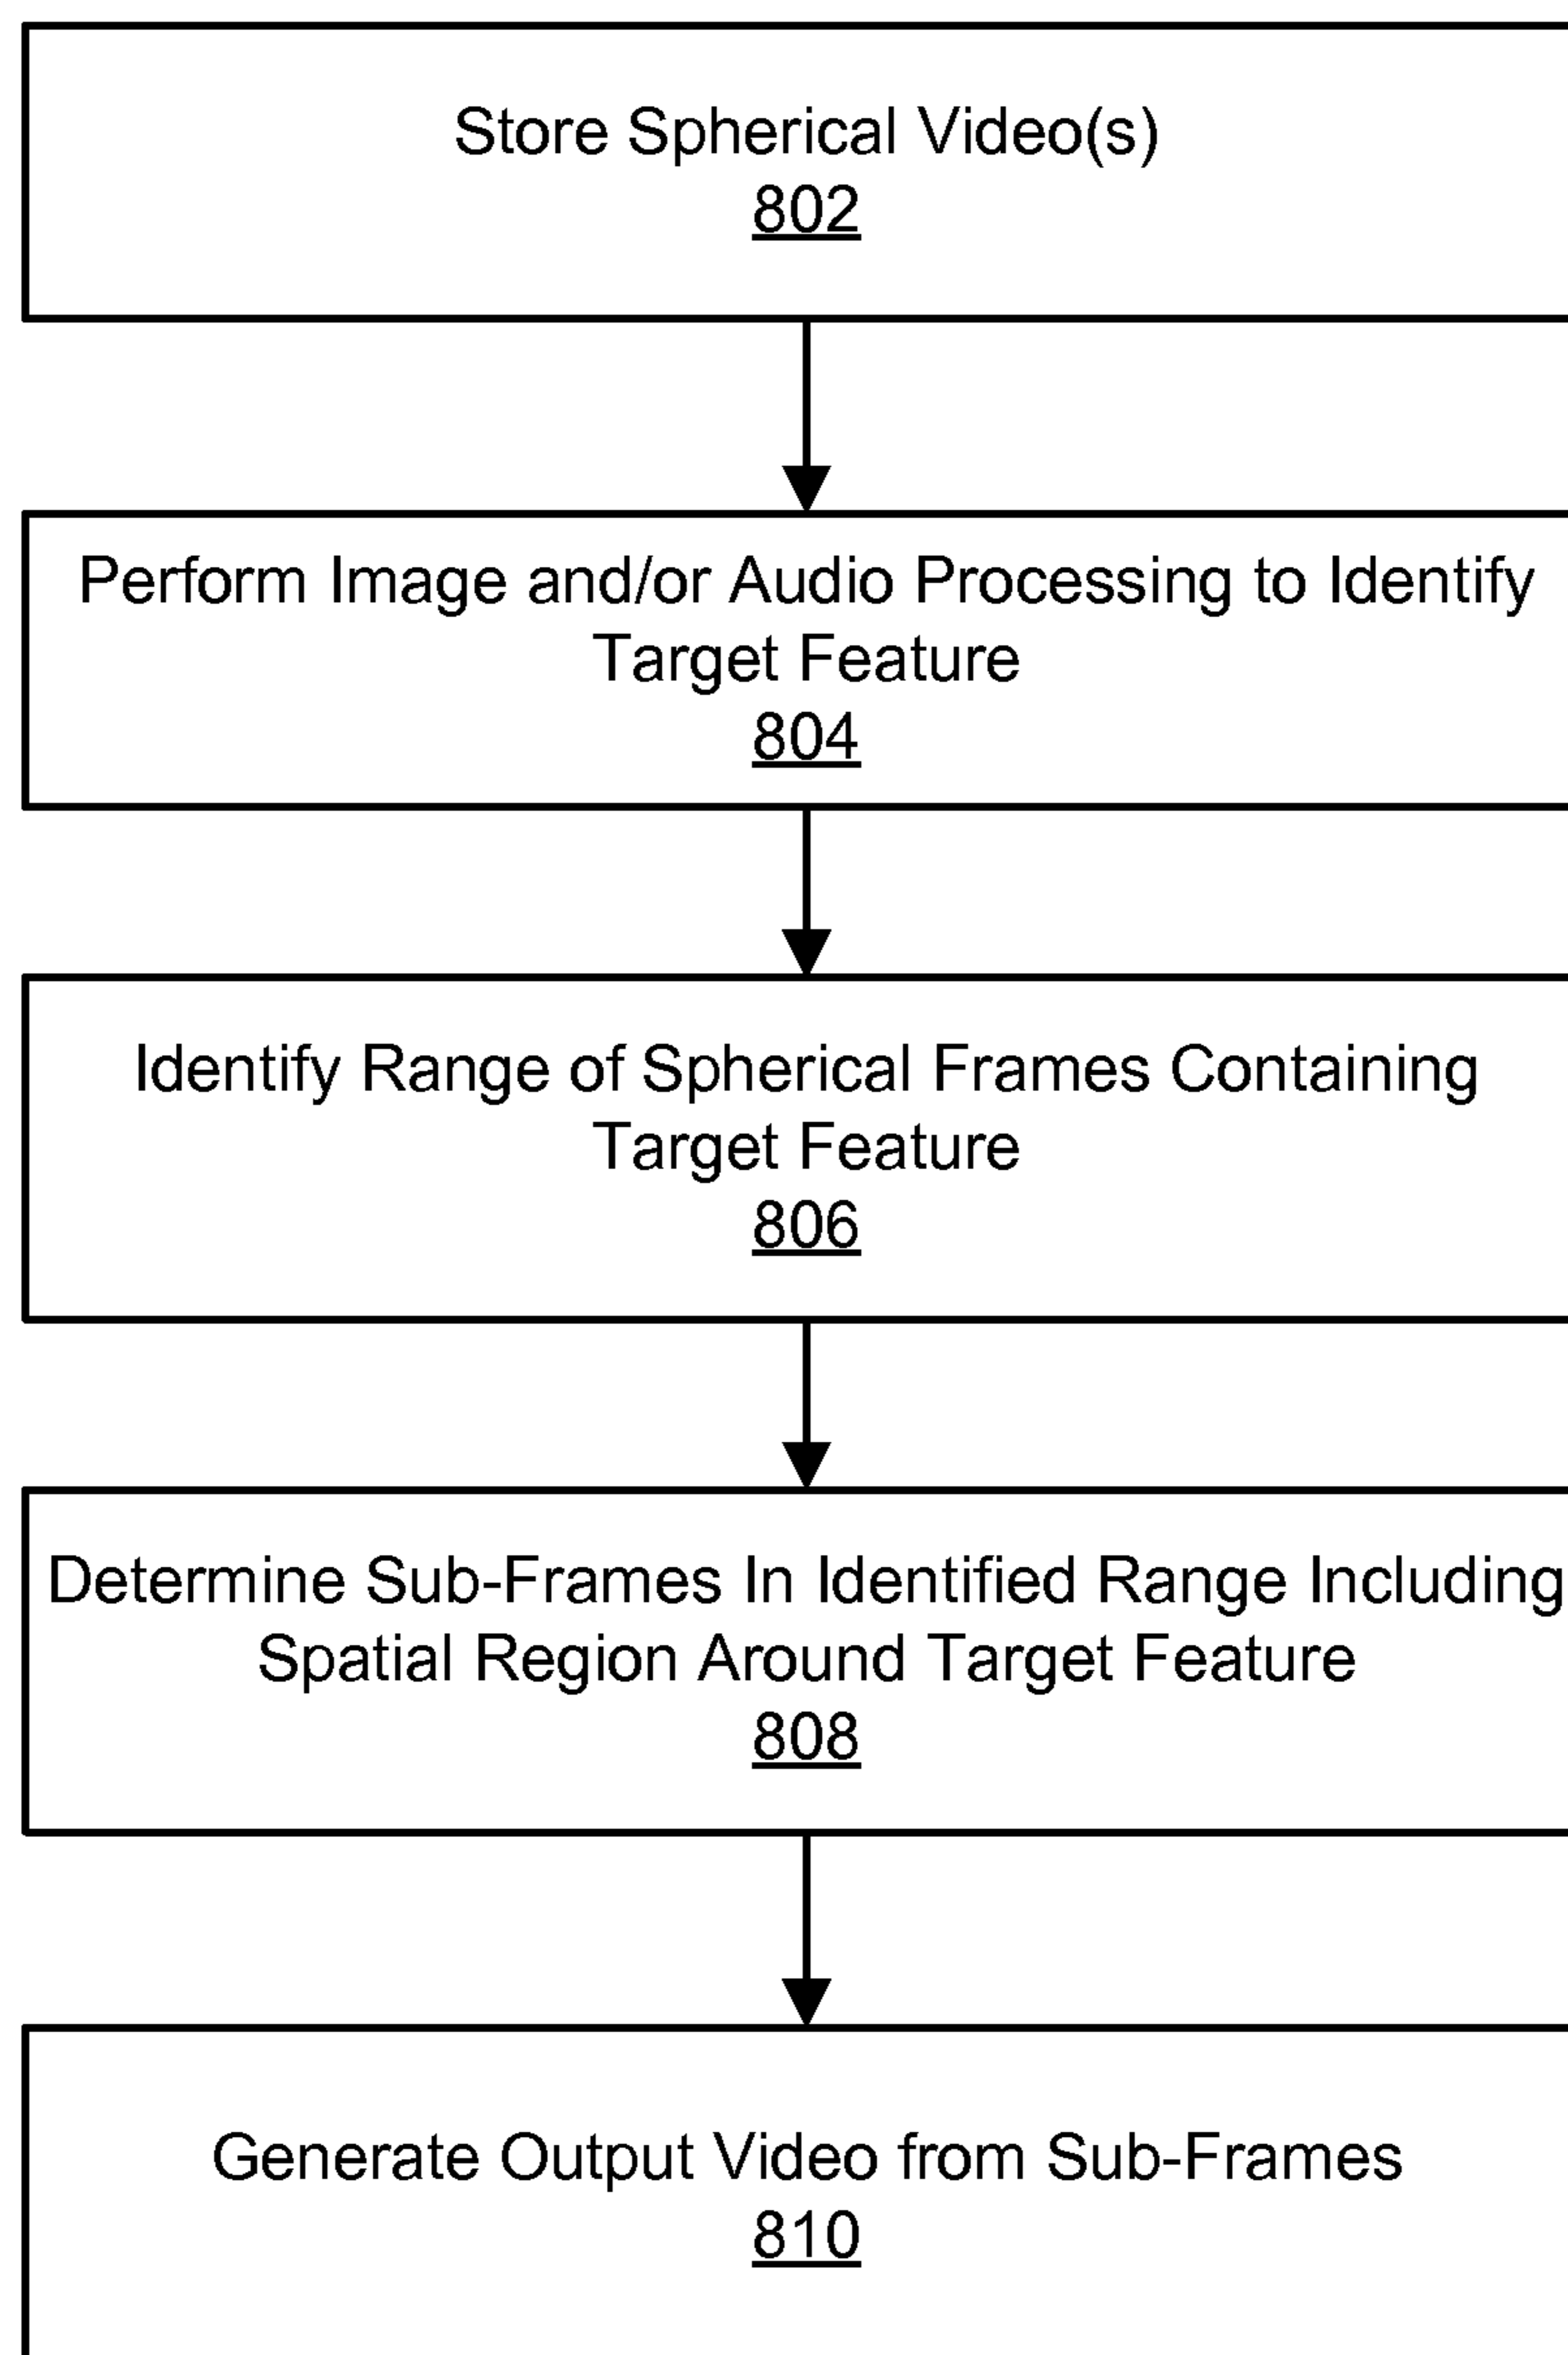 Store Spherical Video(s)
802
Perform Image and/or Audio Processing to Identify
Target Feature
804
Identify Range of Spherical Frames Containing
Target Feature
806
Determine Sub-Frames In Identified Range Including
Spatial Region Around Target Feature
808
Generate Output Video from Sub-Frames
810